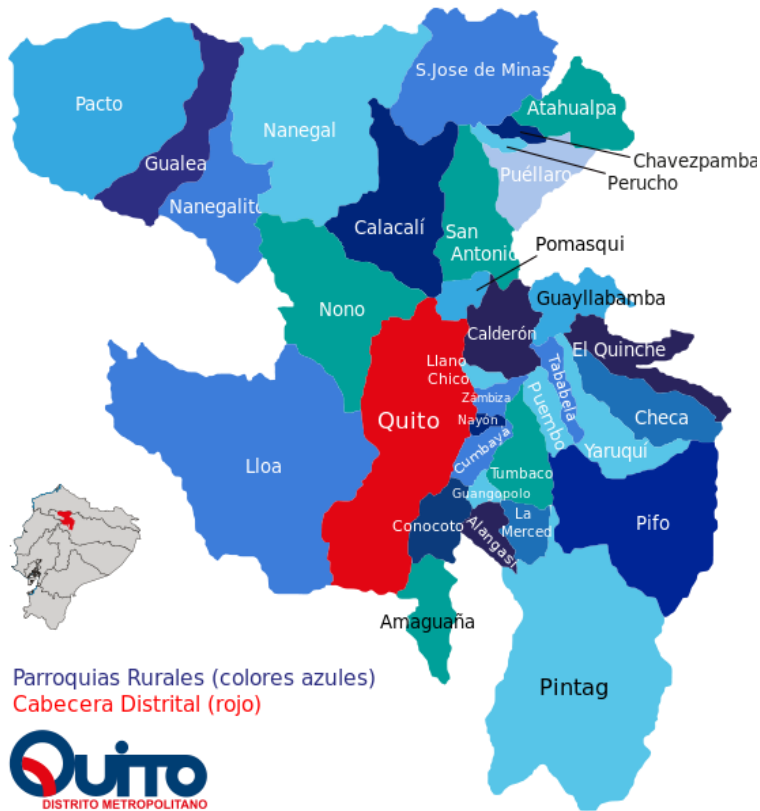 S.Jose de Minas
Pacto
Atahualpa
Nanegal
Chavezpamba
Gualea
Puéllaro
Perucho
Nanegalito
Calacalí
San
Antonio
Pomasqui
Guayllabamba
Nono
Calderón
El Quinche
Llano
Chico
Tababela
Zámbiza
Puembo
Checa
Quito
Nayón
Cumbaya
Yaruqui
Lloa
Tumbaco
Guangopolo
Conocoto
La
Merced
Alangasí
Pifo
Amaguaña
Pintag
Parroquias Rurales (colores azules)
Cabecera Distrital (rojo)
QUITO
DISTRITO METROPOLITANO